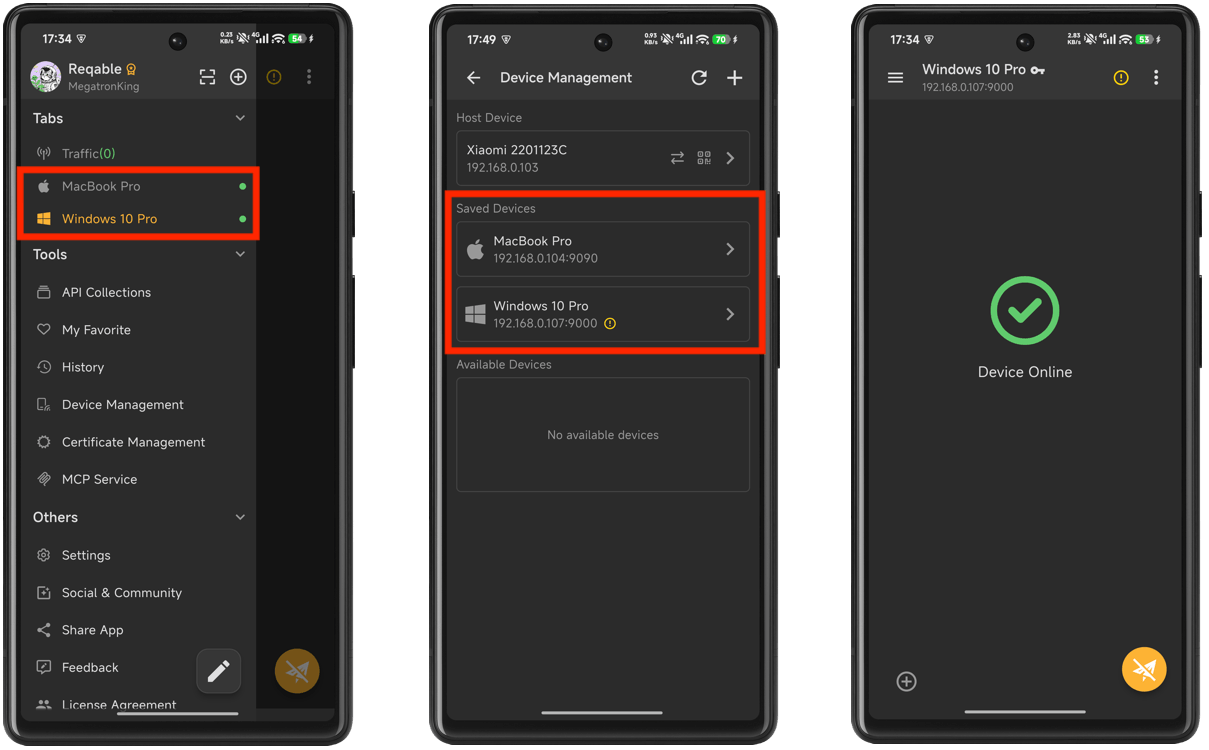 17:34
0.23 KB/s
4G
54
Reqable
MegatronKing
Tabs
Traffic(0)
MacBook Pro
Windows 10 Pro
Tools
API Collections
My Favorite
History
Device Management
Certificate Management
MCP Service
Others
Settings
Social & Community
Share App
Feedback
License Agreement
17:49
0.93 KB/s
4G
70
Device Management
Host Device
Xiaomi 2201123C
192.168.0.103
Saved Devices
MacBook Pro
192.168.0.104:9090
Windows 10 Pro
192.168.0.107:9000
Available Devices
No available devices
17:34
2.83 KB/s
4G
53
Windows 10 Pro
192.168.0.107:9000
Device Online